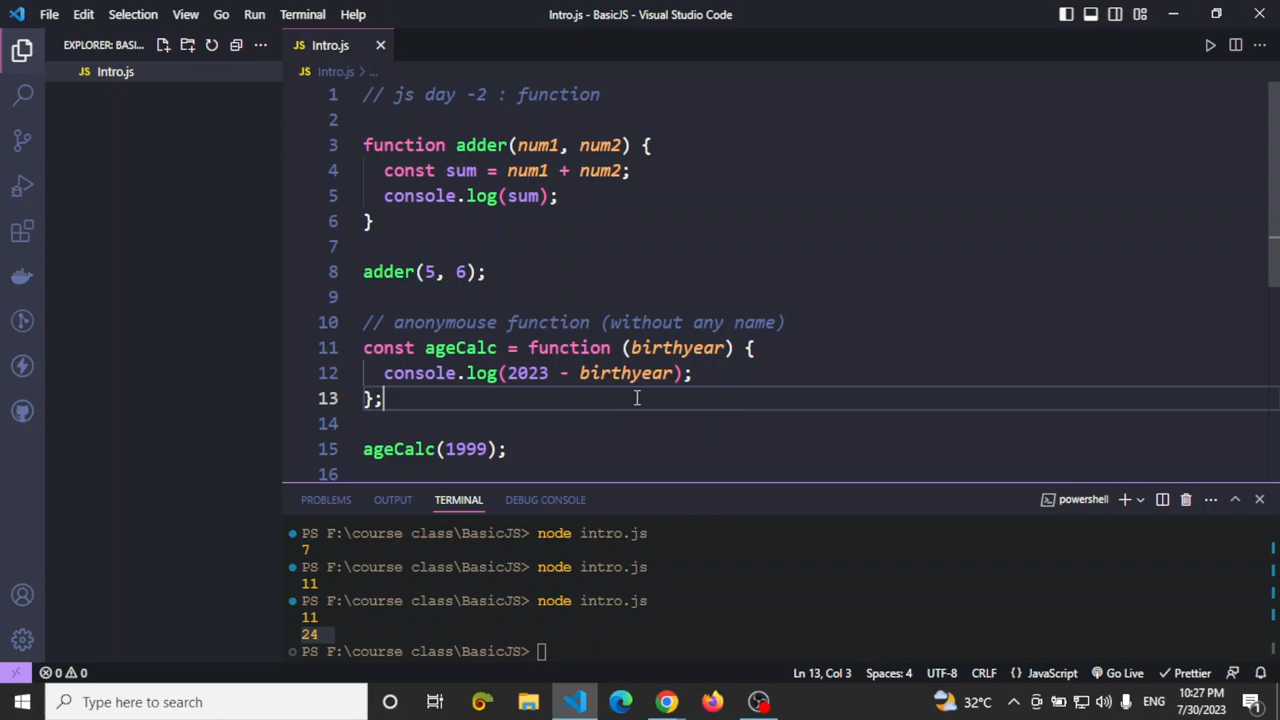 File Edit Selection View Go Run Terminal Help Intro.js - BasicJS - Visual Studio Code
EXPLORER: BASI... JS Intro.js
JS Intro.js
JS Intro.js > ...
1 // js day -2 : function
2
3 function adder(num1, num2) {
4 const sum = num1 + num2;
5 console.log(sum);
6 }
7
8 adder(5, 6);
9
10 // anonymouse function (without any name)
11 const ageCalc = function (birthyear) {
12 console.log(2023 - birthyear);
13 };
14
15 ageCalc(1999);
16
PROBLEMS OUTPUT TERMINAL DEBUG CONSOLE powershell
PS F:\course class\BasicJS> node intro.js
7
PS F:\course class\BasicJS> node intro.js
11
PS F:\course class\BasicJS> node intro.js
11
24
PS F:\course class\BasicJS>
0 0 Ln 13, Col 3 Spaces: 4 UTF-8 CRLF {} JavaScript Go Live Prettier
Type here to search 32°C ENG 10:27 PM
7/30/2023 1